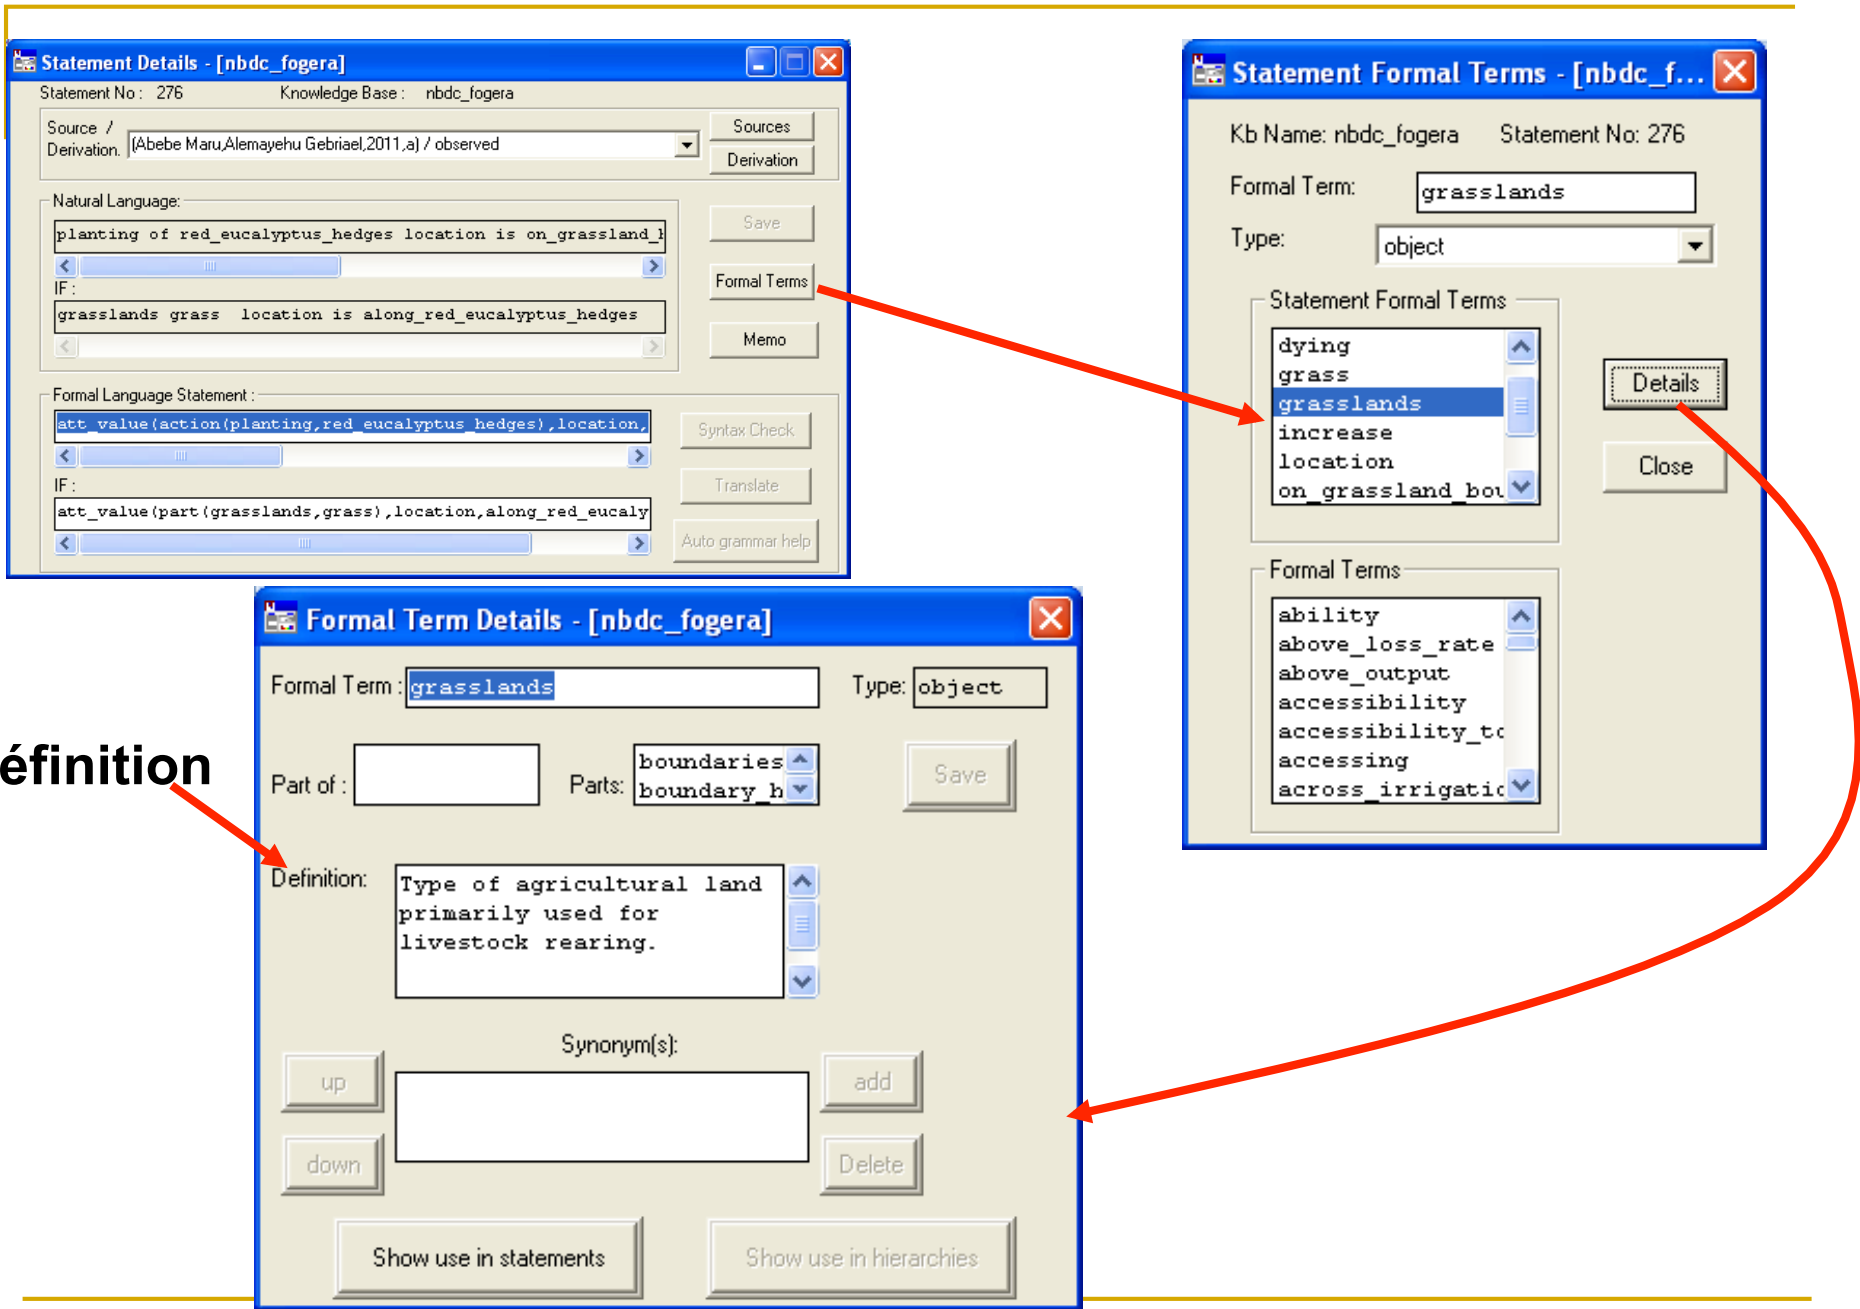 Statement Details - [nbdc_fogera]
Statement No : 276 Knowledge Base : nbdc_fogera
Source /
Derivation. (Abebe Maru,Alemayehu Gebriael,2011,a) / observed
Sources
Derivation
Natural Language:
planting of red_eucalyptus_hedges location is on_grassland_
Save
IF :
Formal Terms
grasslands grass location is along_red_eucalyptus_hedges
Memo
Formal Language Statement :
att_value(action(planting,red_eucalyptus_hedges),location,
Syntax Check
IF :
Translate
att_value(part(grasslands,grass),location,along_red_eucaly
Auto grammar help
Statement Formal Terms - [nbdc_f...
Kb Name: nbdc_fogera Statement No: 276
Formal Term: grasslands
Type: object
Statement Formal Terms
dying
grass
grasslands
increase
location
on_grassland_bou
Details
Close
Formal Terms
ability
above_loss_rate
above_output
accessibility
accessibility_to
accessing
across_irrigatio
éfinition
Formal Term Details - [nbdc_fogera]
Formal Term : grasslands Type: object
Part of : Parts: boundaries
boundary_h
Save
Definition: Type of agricultural land
primarily used for
livestock rearing.
Synonym(s):
up
add
down
Delete
Show use in statements
Show use in hierarchies